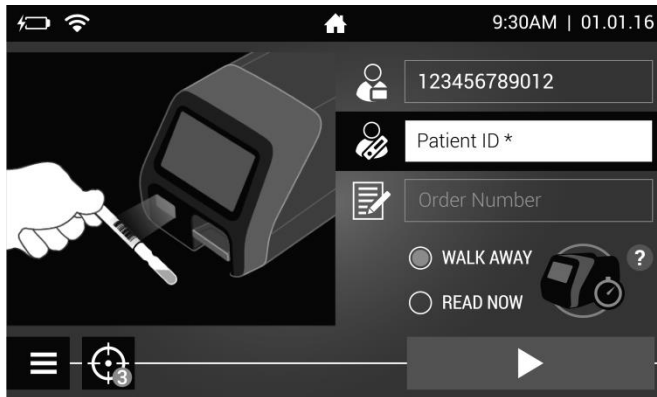 9:30AM | 01.01.16
123456789012
Patient ID *
Order Number
WALK AWAY
?
READ NOW
3